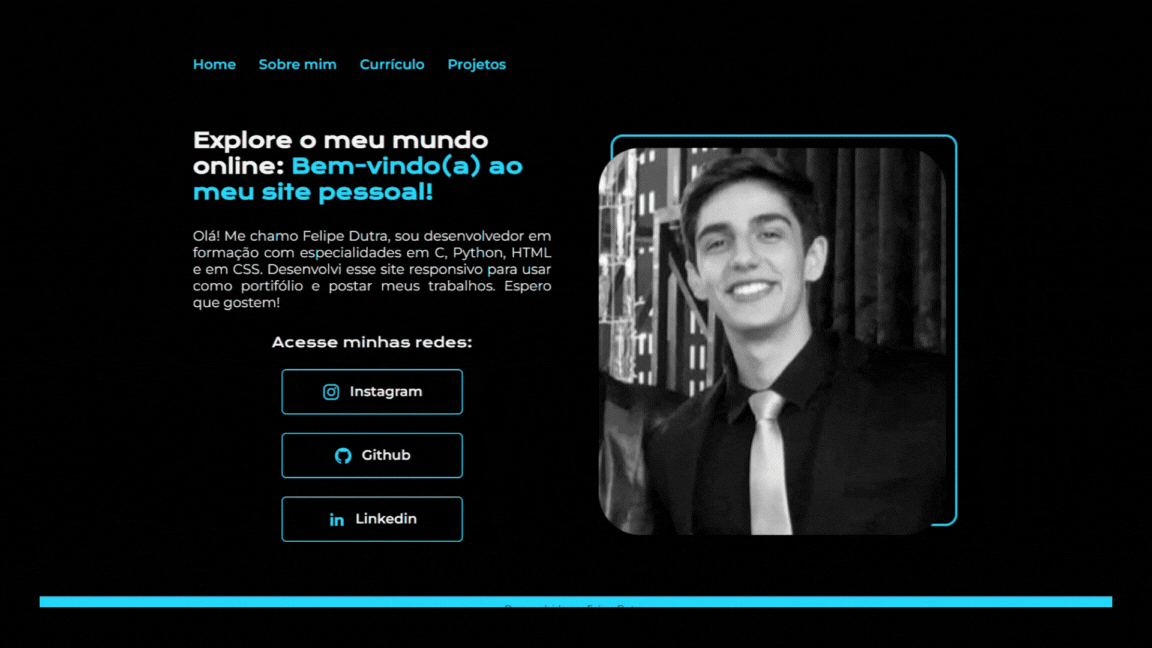 Home Sobre mim Currículo Projetos
Explore o meu mundo
online: Bem-vindo(a) ao
meu site pessoal!
Olá! Me chamo Felipe Dutra, sou desenvolvedor em
formação com especialidades em C, Python, HTML
e em CSS. Desenvolvi esse site responsivo para usar
como portifólio e postar meus trabalhos. Espero
que gostem!
Acesse minhas redes:
Instagram
Github
Linkedin